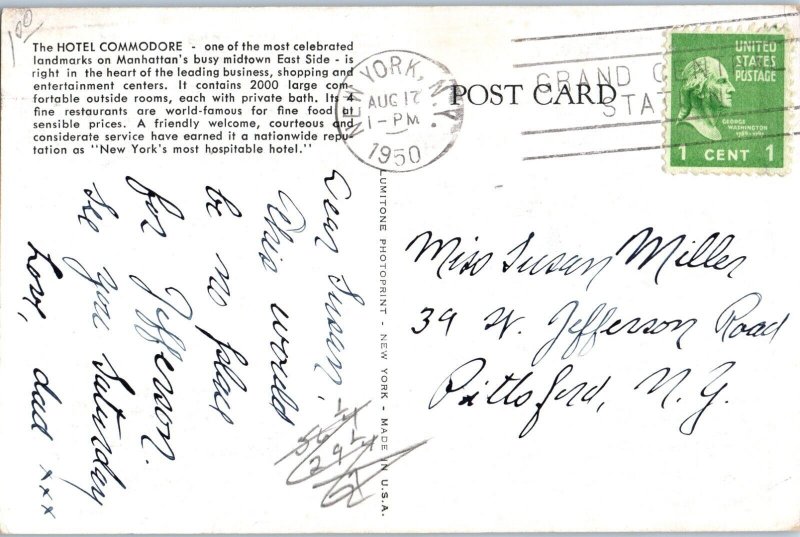 100
The HOTEL COMMODORE - one of the most celebrated
landmarks on Manhattan's busy midtown East Side - is
right in the heart of the leading business, shopping and
entertainment centers. It contains 2000 large com-
fortable outside rooms, each with private bath. Its 4
fine restaurants are world-famous for fine food at
sensible prices. A friendly welcome, courteous and
considerate service have earned it a nationwide repu-
tation as "New York's most hospitable hotel."
NEW YORK, N.Y.
AUG 17
1-PM
1950
POST CARD
GRAND
STAT
UNITED
STATES
POSTAGE
GEORGE
WASHINGTON
1 CENT 1
LUMITONE PHOTOPRINT - NEW YORK - MADE IN U.S.A.
Dear Susan,
This would
be no place
for Jefferson.
See you Saturday
Love, dad xxx
Miss Susan Miller
39 W. Jefferson Road
Pittsford, N.Y.